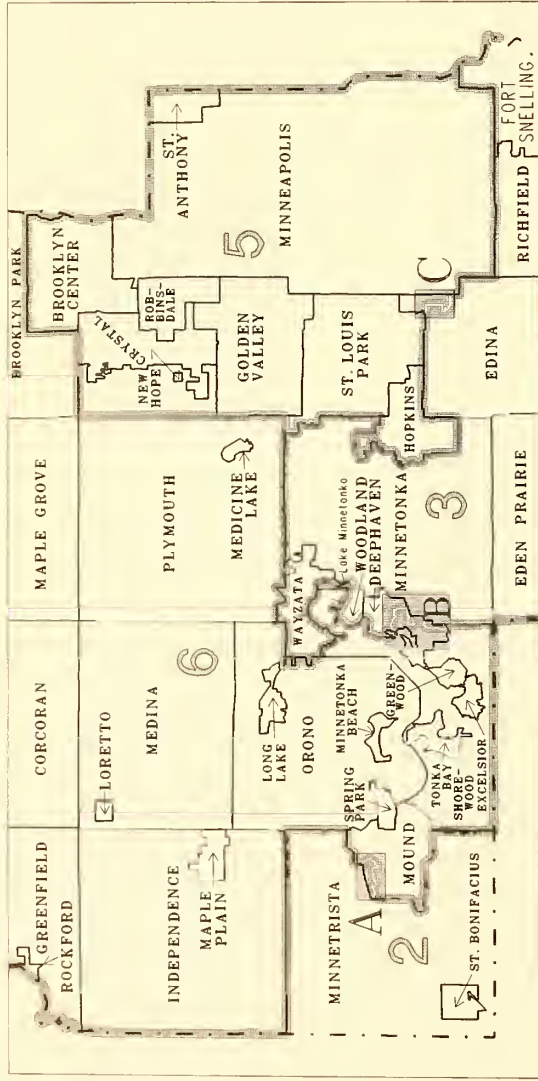 BROOKLYN PARK
MAPLE GROVE
CORCORAN
GREENFIELD
ROCKFORD
BROOKLYN
CENTER
CRYSTAL
ROB-
BINS-
DALE
NEW
HOPE
ST.
ANTHONY
5
MINNEAPOLIS
GOLDEN
VALLEY
ST. LOUIS
PARK
C
HOPKINS
EDINA
RICHFIELD
FORT
SNELLING.
PLYMOUTH
MEDICINE
LAKE
LORETTO
MEDINA
6
LONG
LAKE
ORONO
WAYZATA
Lake Minnetonka
WOODLAND
DEEPHAVEN
MINNETONKA
3
EDEN PRAIRIE
B
MINNETONKA
BEACH
GREEN-
WOOD
SPRING
PARK
TONKA
BAY
SHORE-
WOOD
EXCELSIOR
INDEPENDENCE
MAPLE
PLAIN
MINNETRISTA
A
MOUND
2
ST. BONIFACIUS